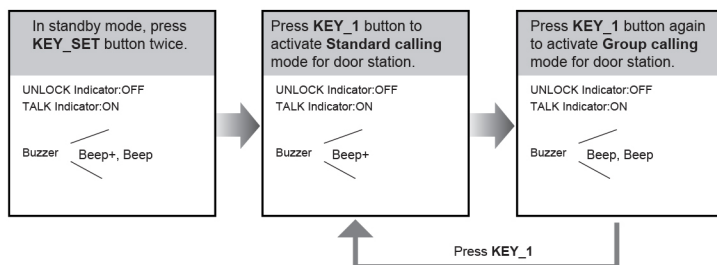 In standby mode, press
KEY_SET button twice.
UNLOCK Indicator:OFF
TALK Indicator:ON
Buzzer Beep+, Beep
Press KEY_1 button to
activate Standard calling
mode for door station.
UNLOCK Indicator:OFF
TALK Indicator:ON
Buzzer Beep+
Press KEY_1 button again
to activate Group calling
mode for door station.
UNLOCK Indicator:OFF
TALK Indicator:ON
Buzzer Beep, Beep
Press KEY_1